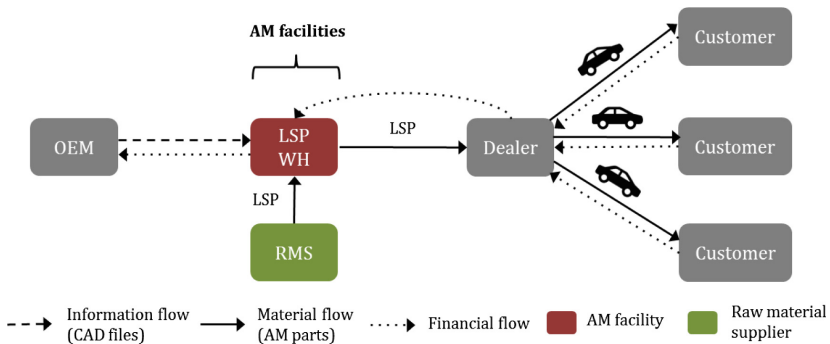 AM facilities
Customer
OEM
LSP
WH
LSP
Dealer
Customer
LSP
RMS
Customer
Information flow
(CAD files)
Material flow
(AM parts)
Financial flow
AM facility
Raw material
supplier